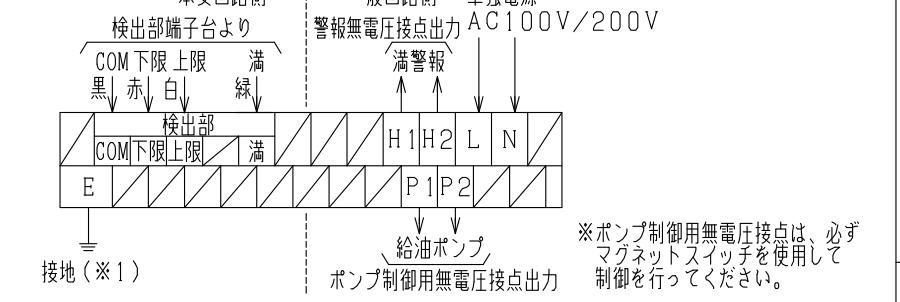 検出部端子台より
警報無電圧接点出力
AC100V/200V
COM 下限 上限 満
満警報
黒 赤 白 緑
検出部
H1 H2 L N
COM 下限 上限 満
E P1 P2
給油ポンプ
接地(※1)
ポンプ制御用無電圧接点出力
※ポンプ制御用無電圧接点は、必ず
マグネットスイッチを使用して
制御を行ってください。